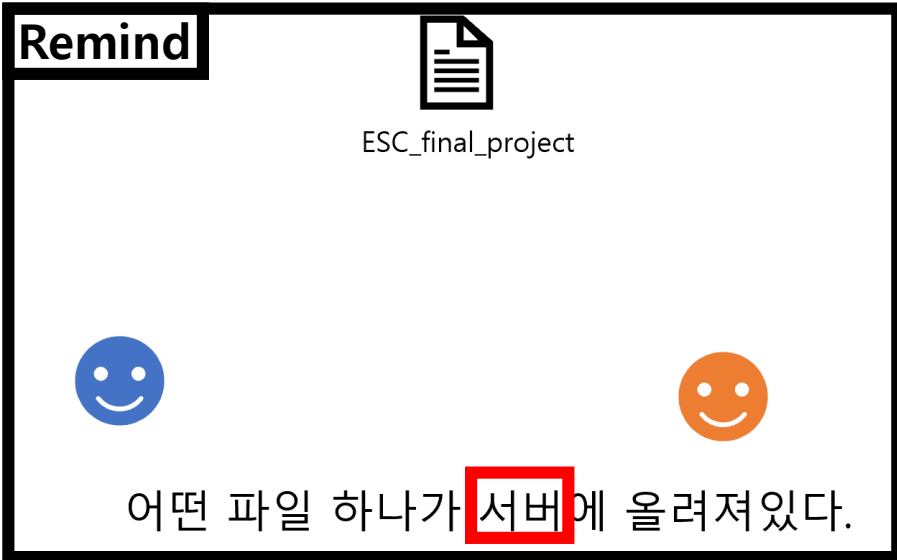 Remind
ESC_final_project
어떤 파일 하나가 서버에 올려져있다.